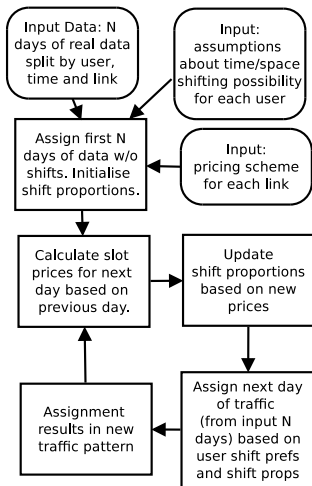 Input Data: N
days of real data
split by user,
time and link
Input:
assumptions
about time/space
shifting possibility
for each user
Assign first N
days of data w/o
shifts. Initialise
shift proportions.
Input:
pricing scheme
for each link
Calculate slot
prices for next
day based on
previous day.
Update
shift proportions
based on new
prices
Assignment
results in new
traffic pattern
Assign next day
of traffic
(from input N
days) based on
user shift prefs
and shift props